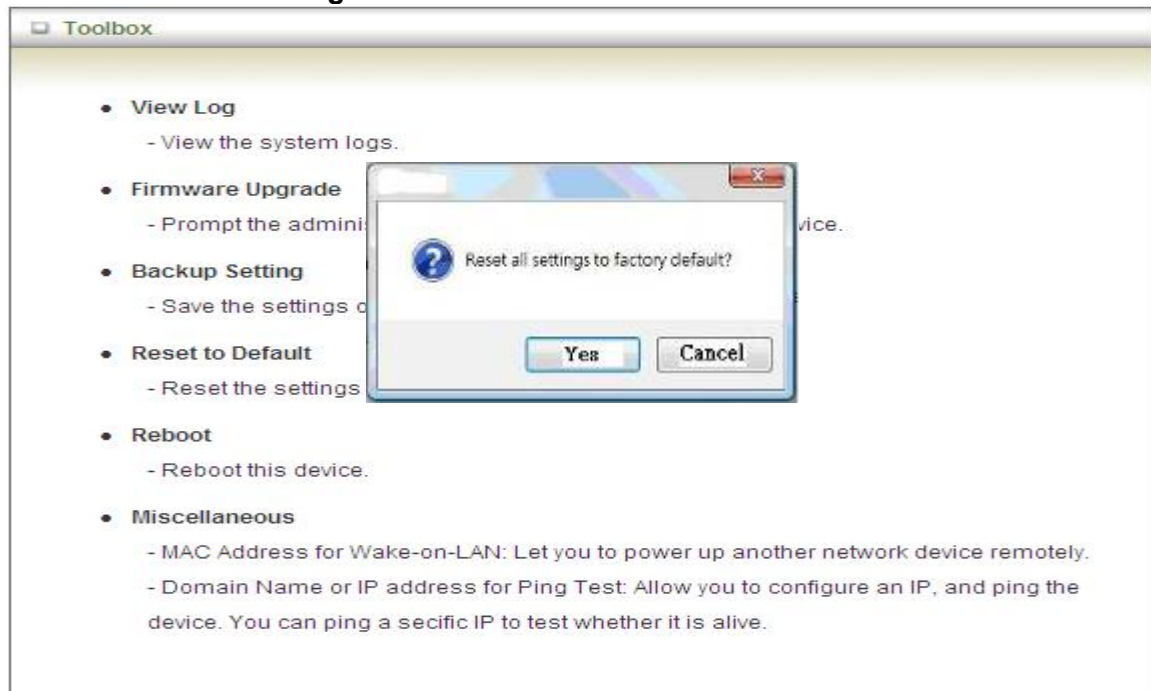 Toolbox
View Log
- View the system logs.
Firmware Upgrade
- Prompt the
Reset all settings to factory default?
Yes
Cancel
Backup Setting
- Save the settings
Reset to Default
- Reset the settings
Reboot
- Reboot this device.
Miscellaneous
- MAC Address for Wake-on-LAN: Let you to power up another network device remotely.
- Domain Name or IP address for Ping Test: Allow you to configure an IP, and ping the
device. You can ping a secific IP to test whether it is alive.